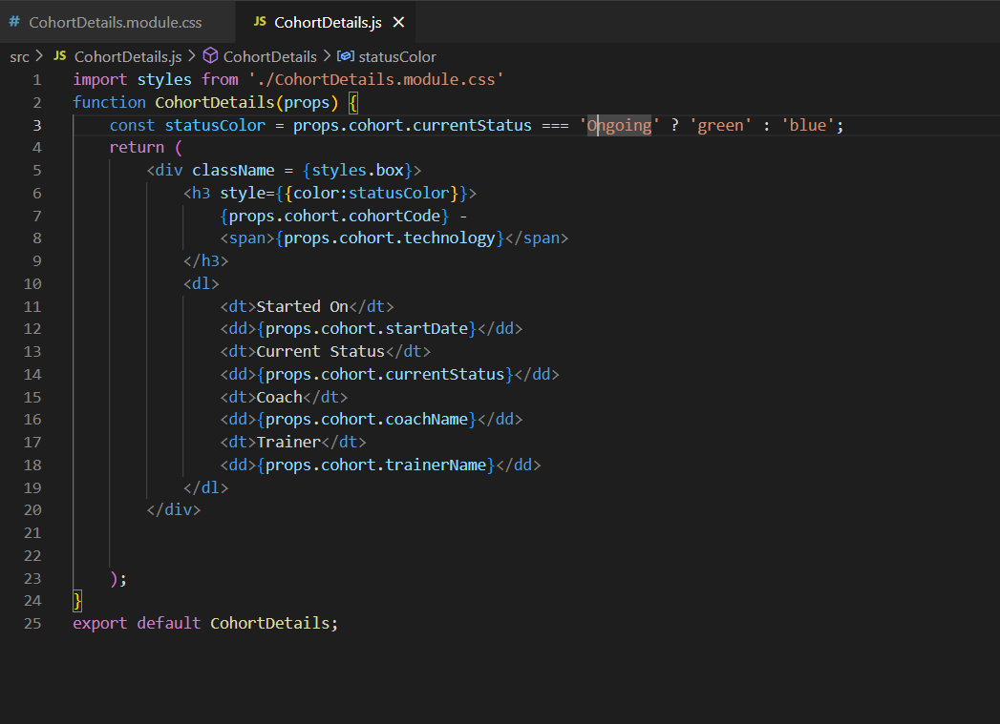 # CohortDetails.module.css JS CohortDetails.js ×
src > JS CohortDetails.js > CohortDetails > statusColor
1 import styles from './CohortDetails.module.css'
2 function CohortDetails(props) {
3     const statusColor = props.cohort.currentStatus === 'Ongoing' ? 'green' : 'blue';
4     return (
5         <div className = {styles.box}>
6             <h3 style={{color:statusColor}}>
7                 {props.cohort.cohortCode} -
8                 <span>{props.cohort.technology}</span>
9             </h3>
10             <dl>
11                 <dt>Started On</dt>
12                 <dd>{props.cohort.startDate}</dd>
13                 <dt>Current Status</dt>
14                 <dd>{props.cohort.currentStatus}</dd>
15                 <dt>Coach</dt>
16                 <dd>{props.cohort.coachName}</dd>
17                 <dt>Trainer</dt>
18                 <dd>{props.cohort.trainerName}</dd>
19             </dl>
20         </div>
21
22
23     );
24 }
25 export default CohortDetails;